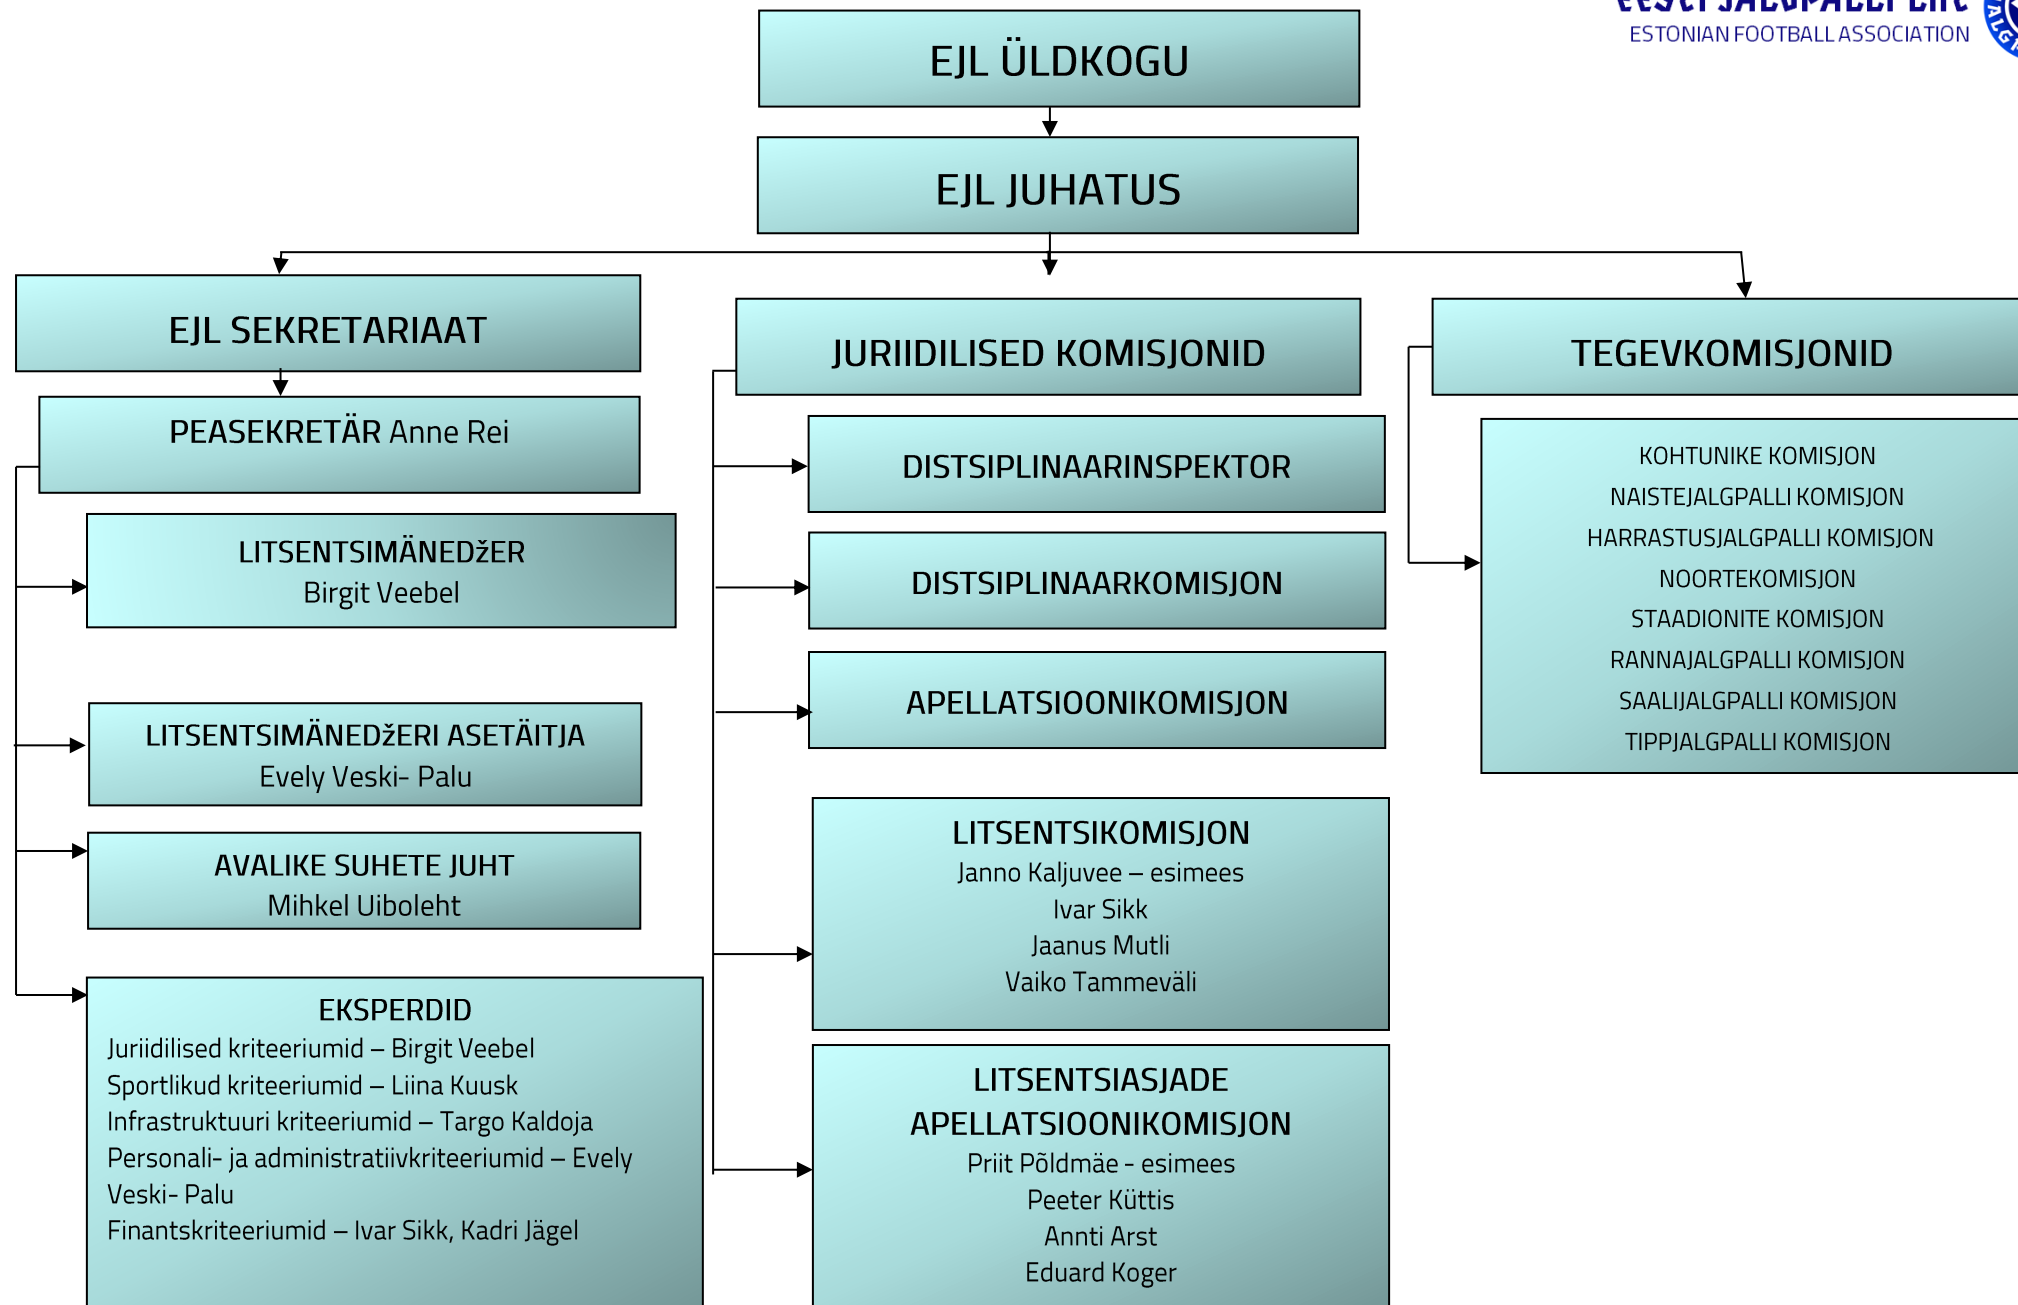 ESTONIAN FOOTBALL ASSOCIATION
EJL ÜLDKOGU
EJL JUHATUS
EJL SEKRETARIAAT
PEASEKRETÄR Anne Rei
LITSENTSIMÄNEDŽER
Birgit Veebel
LITSENTSIMÄNEDŽERI ASETÄITJA
Evely Veski- Palu
AVALIKE SUHETE JUHT
Mihkel Uiboleht
EKSPERDID
Juriidilised kriteeriumid – Birgit Veebel
Sportlikud kriteeriumid – Liina Kuusk
Infrastruktuuri kriteeriumid – Targo Kaldoja
Personali- ja administratiivkriteeriumid – Evely
Veski- Palu
Finantskriteeriumid – Ivar Sikk, Kadri Jägel
JURIIDILISED KOMISJONID
DISTSIPLINAARINSPEKTOR
DISTSIPLINAARKOMISJON
APELLATSIOONIKOMISJON
LITSENTSIKOMISJON
Janno Kaljuvee – esimees
Ivar Sikk
Jaanus Mutli
Vaiko Tammeväli
LITSENTSIASJADE
APELLATSIOONIKOMISJON
Priit Põldmäe - esimees
Peeter Küttis
Annti Arst
Eduard Koger
TEGEVKOMISJONID
KOHTUNIKE KOMISJON
NAISTEJALGPALLI KOMISJON
HARRASTUSJALGPALLI KOMISJON
NOORTEKOMISJON
STAADIONITE KOMISJON
RANNAJALGPALLI KOMISJON
SAALIJALGPALLI KOMISJON
TIPPJALGPALLI KOMISJON